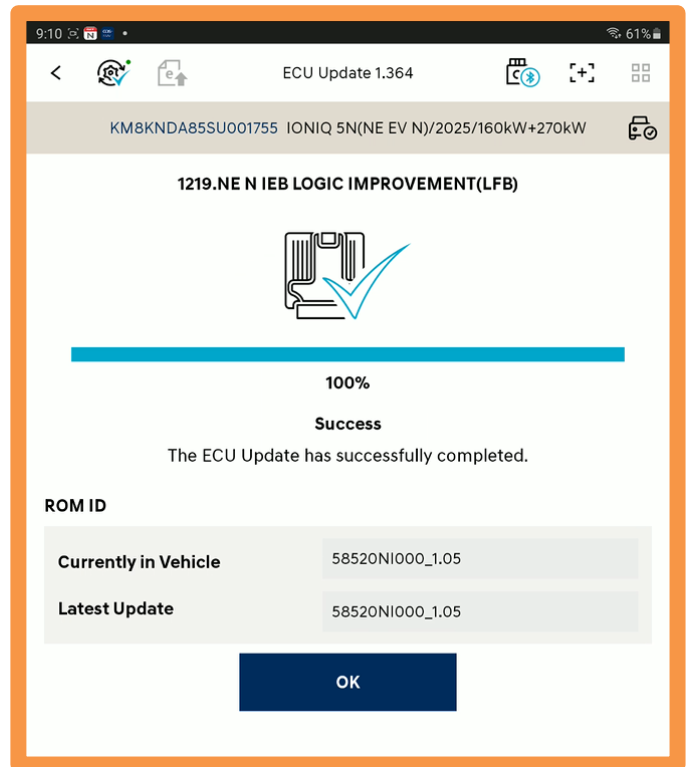 9:10
61%
ECU Update 1.364
KM8KNDA85SU001755 IONIQ 5N(NE EV N)/2025/160kW+270kW
1219.NE N IEB LOGIC IMPROVEMENT(LFB)
100%
Success
The ECU Update has successfully completed.
ROM ID
Currently in Vehicle 58520NI000_1.05
Latest Update 58520NI000_1.05
OK